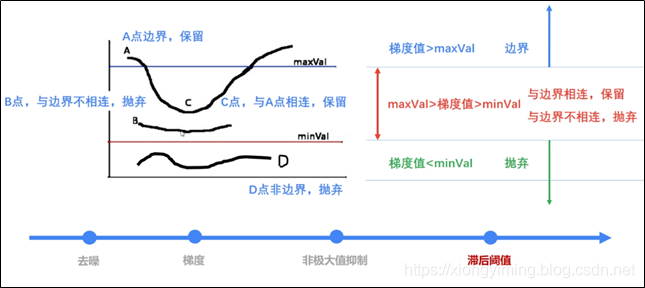 A点边界，保留
A
maxVal
B点，与边界不相连，抛弃
C
C点，与A点相连，保留
B
minVal
D
D点非边界，抛弃
梯度值>maxVal 边界
maxVal>梯度值>minVal
与边界相连，保留
与边界不相连，抛弃
梯度值<minVal 抛弃
去噪
梯度
非极大值抑制
滞后阈值
https://xiongyiming.blog.csdn.net